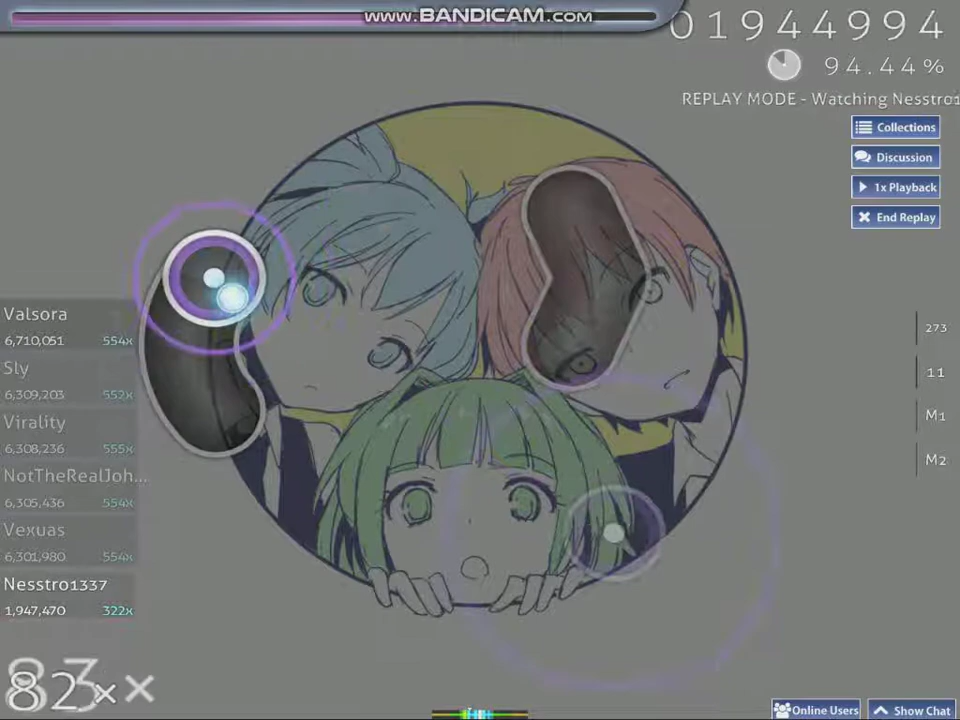 www.BANDICAM.com
01944994
94.44%
REPLAY MODE - Watching Nesstro1
Collections
Discussion
1x Playback
End Replay
Valsora
6,710,051 554x
Sly
6,309,203 552x
Virality
6,308,236 555x
NotTheRealJoh...
6,305,436 554x
Vexuas
6,301,980 554x
Nesstro1337
1,947,470 322x
273
11
M1
M2
82x
Online Users
Show Chat